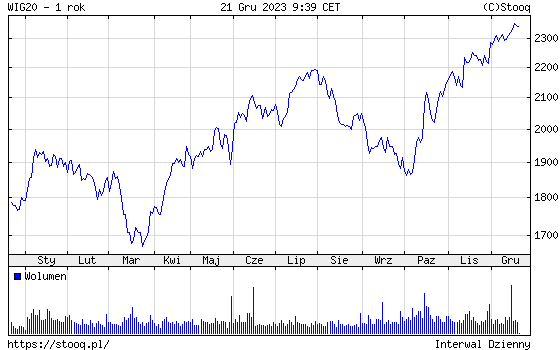 WIG20 - 1 rok 21 Gru 2023 9:39 CET (C)Stooq
2300
2200
2100
2000
1900
1800
1700
Sty Lut Mar Kwi Maj Cze Lip Sie Wrz Paz Lis Gru
Wolumen
https://stooq.pl/ Interwal Dzienny